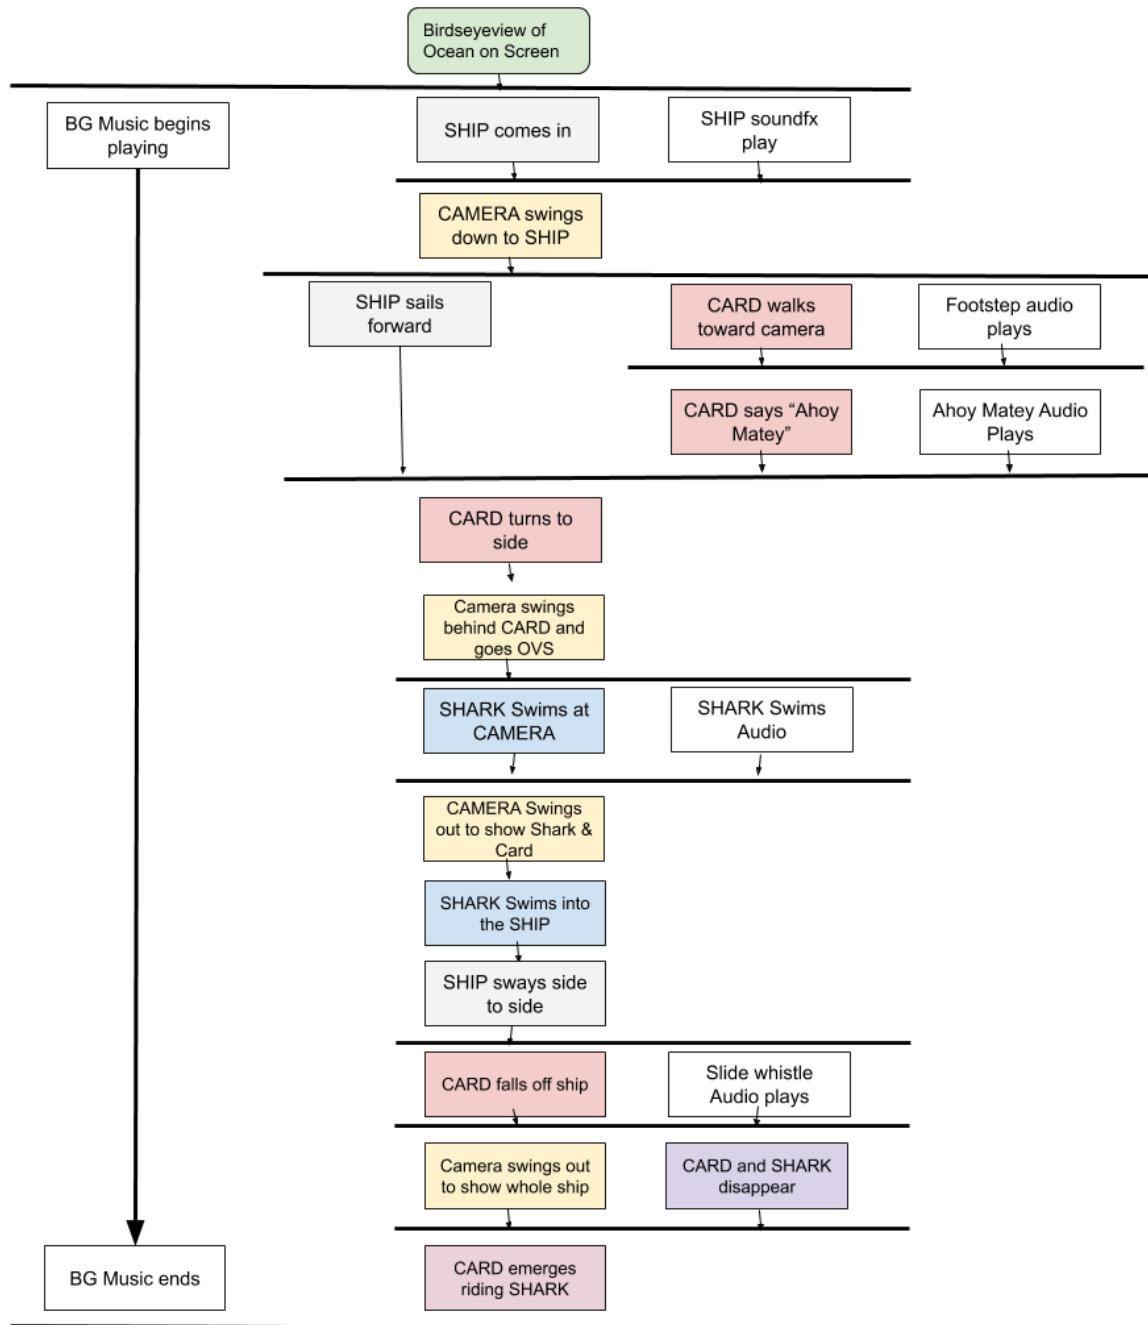 Birdseyeview of
Ocean on Screen
BG Music begins
playing
SHIP comes in
SHIP soundfx
play
CAMERA swings
down to SHIP
SHIP sails
forward
CARD walks
toward camera
Footstep audio
plays
CARD says “Ahoy
Matey”
Ahoy Matey Audio
Plays
CARD turns to
side
Camera swings
behind CARD and
goes OVS
SHARK Swims at
CAMERA
SHARK Swims
Audio
CAMERA Swings
out to show Shark &
Card
SHARK Swims into
the SHIP
SHIP sways side
to side
CARD falls off ship
Slide whistle
Audio plays
Camera swings out
to show whole ship
CARD and SHARK
disappear
BG Music ends
CARD emerges
riding SHARK